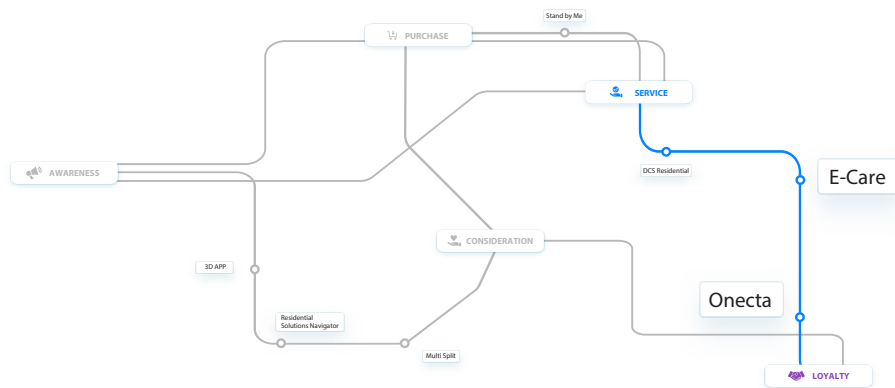 Stand by Me
PURCHASE
SERVICE
AWARENESS
DCS Residential
E-Care
CONSIDERATION
3D APP
Onecta
Residential
Solutions Navigator
Multi Split
LOYALTY